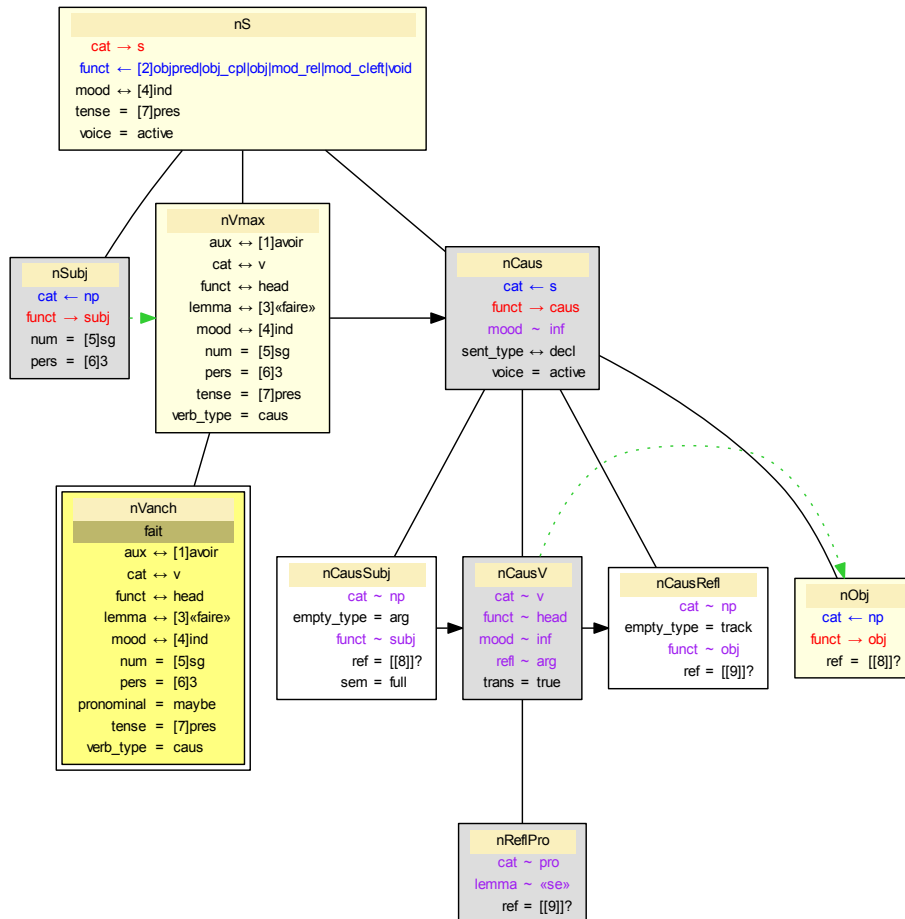 nS
cat → s
funct ← [2]objpred|obj_cpl|obj|mod_rel|mod_cleft|void
mood ↔ [4]ind
tense = [7]pres
voice = active
nSubj
cat ← np
funct → subj
num = [5]sg
pers = [6]3
nVmax
aux ↔ [1]avoir
cat ↔ v
funct ↔ head
lemma ↔ [3]«faire»
mood ↔ [4]ind
num = [5]sg
pers = [6]3
tense = [7]pres
verb_type = caus
nCaus
cat ← s
funct → caus
mood ~ inf
sent_type ↔ decl
voice = active
nVanch
fait
aux ↔ [1]avoir
cat ↔ v
funct ↔ head
lemma ↔ [3]«faire»
mood ↔ [4]ind
num = [5]sg
pers = [6]3
pronominal = maybe
tense = [7]pres
verb_type = caus
nCausSubj
cat ~ np
empty_type = arg
funct ~ subj
ref = [[8]]?
sem = full
nCausV
cat ~ v
funct ~ head
mood ~ inf
refl ~ arg
trans = true
nCausRefl
cat ~ np
empty_type = track
funct ~ obj
ref = [[9]]?
nObj
cat ← np
funct → obj
ref = [[8]]?
nReflPro
cat ~ pro
lemma ~ «se»
ref = [[9]]?